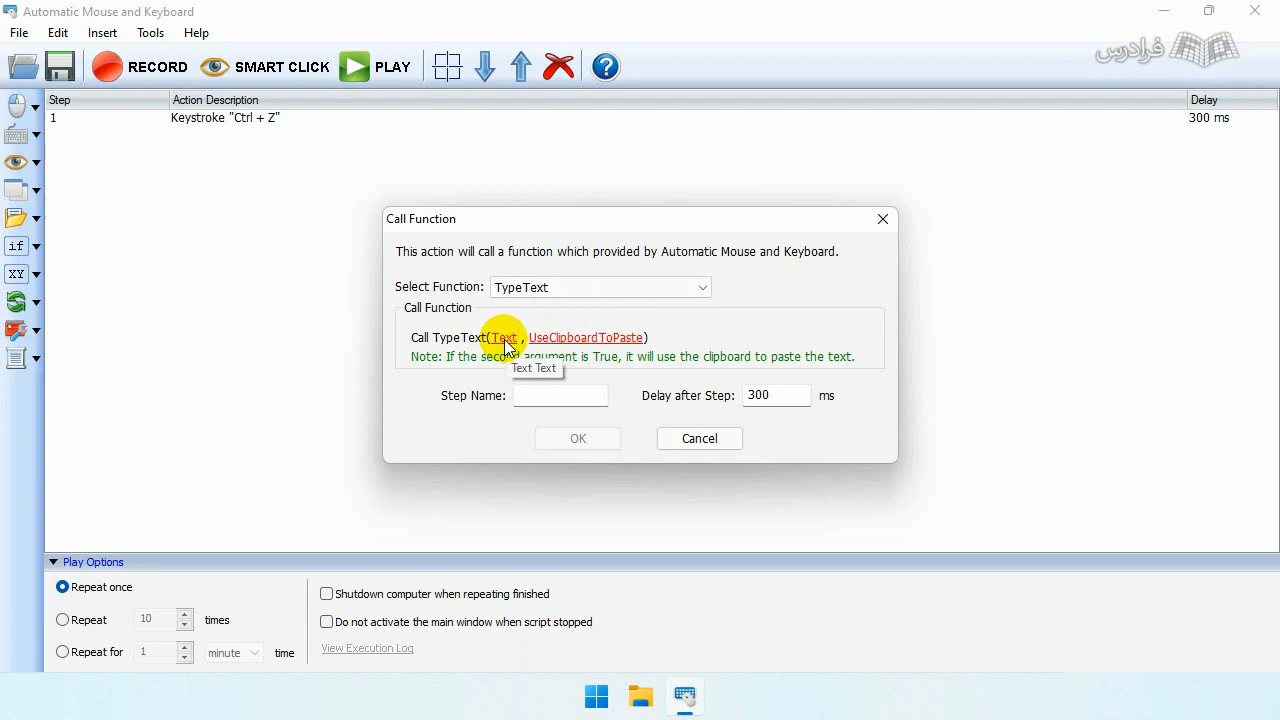 Automatic Mouse and Keyboard
File Edit Insert Tools Help
RECORD SMART CLICK PLAY
فرادرس
Step Action Description Delay
1 Keystroke "Ctrl + Z" 300 ms
Call Function
This action will call a function which provided by Automatic Mouse and Keyboard.
Select Function: TypeText
Call Function
Call TypeText(Text , UseClipboardToPaste)
Note: If the second argument is True, it will use the clipboard to paste the text.
Text Text
Step Name: Delay after Step: 300 ms
OK Cancel
if
XY
Play Options
Repeat once
Repeat 10 times
Repeat for 1 minute time
Shutdown computer when repeating finished
Do not activate the main window when script stopped
View Execution Log